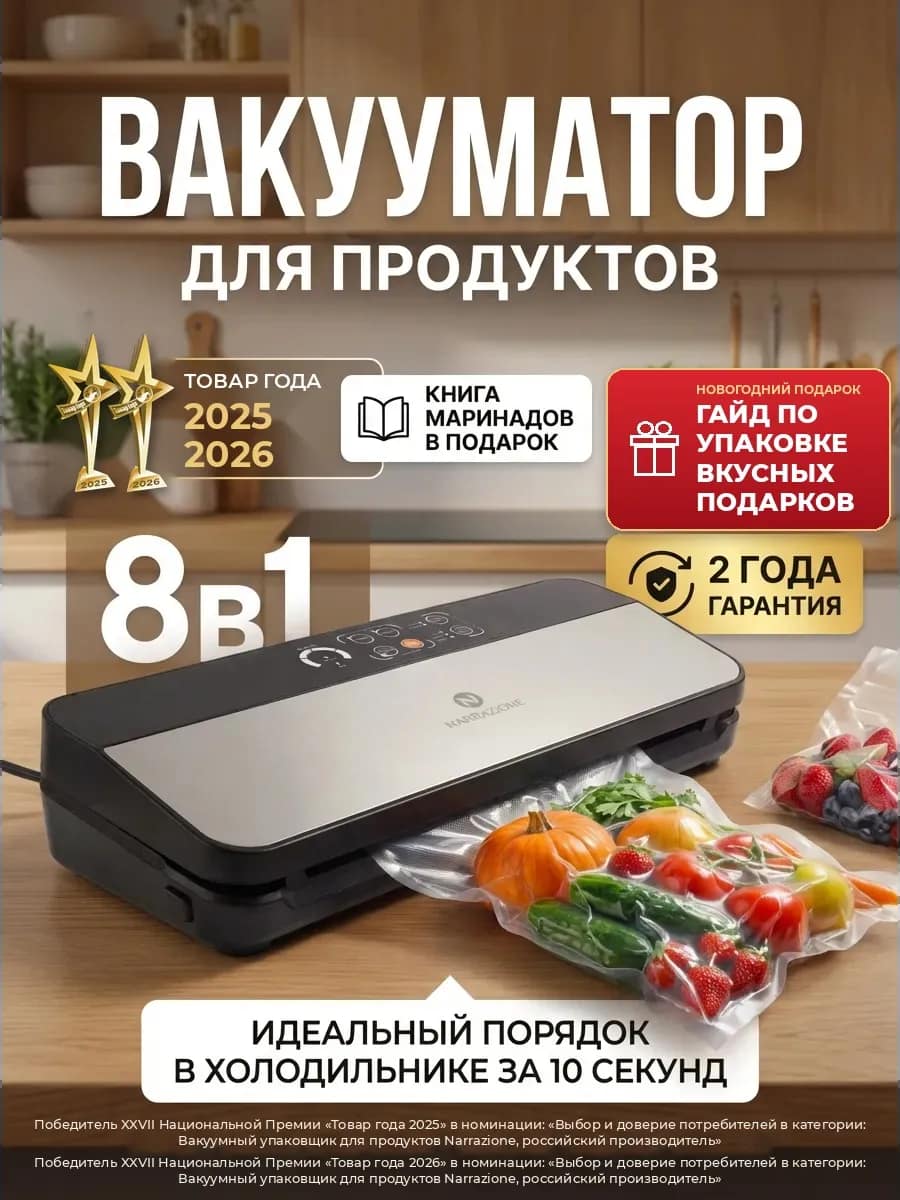 ВАКУУМАТОР
ДЛЯ ПРОДУКТОВ
ТОВАР ГОДА
2025
2026
2025
2026
КНИГА
МАРИНАДОВ
В ПОДАРОК
НОВОГОДНИЙ ПОДАРОК
ГАЙД ПО
УПАКОВКЕ
ВКУСНЫХ
ПОДАРКОВ
2 ГОДА
ГАРАНТИЯ
8в1
N
NARRAZIONE
ИДЕАЛЬНЫЙ ПОРЯДОК
В ХОЛОДИЛЬНИКЕ ЗА 10 СЕКУНД
Победитель XXVII Национальной Премии «Товар года 2025» в номинации: «Выбор и доверие потребителей в категории:
Вакуумный упаковщик для продуктов Narrazione, российский производитель»
Победитель XXVII Национальной Премии «Товар года 2026» в номинации: «Выбор и доверие потребителей в категории:
Вакуумный упаковщик для продуктов Narrazione, российский производитель»